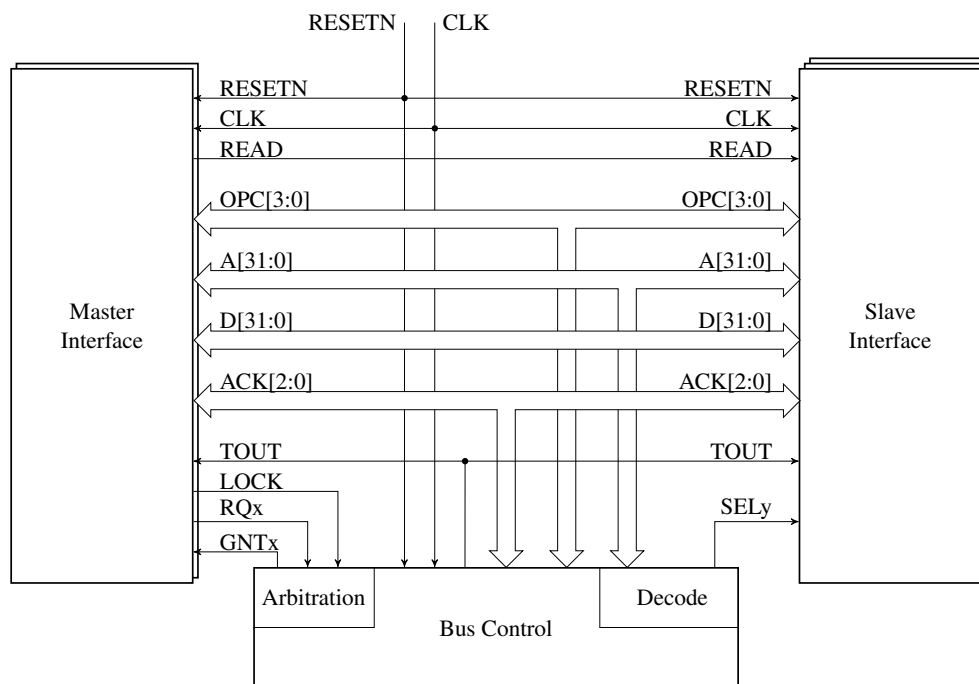 RESETN CLK
RESETN RESETN
CLK CLK
READ READ
OPC[3:0] OPC[3:0]
A[31:0] A[31:0]
Master
Interface
Slave
Interface
D[31:0] D[31:0]
ACK[2:0] ACK[2:0]
TOUT TOUT
LOCK
RQx SELy
GNTx
Arbitration Decode
Bus Control